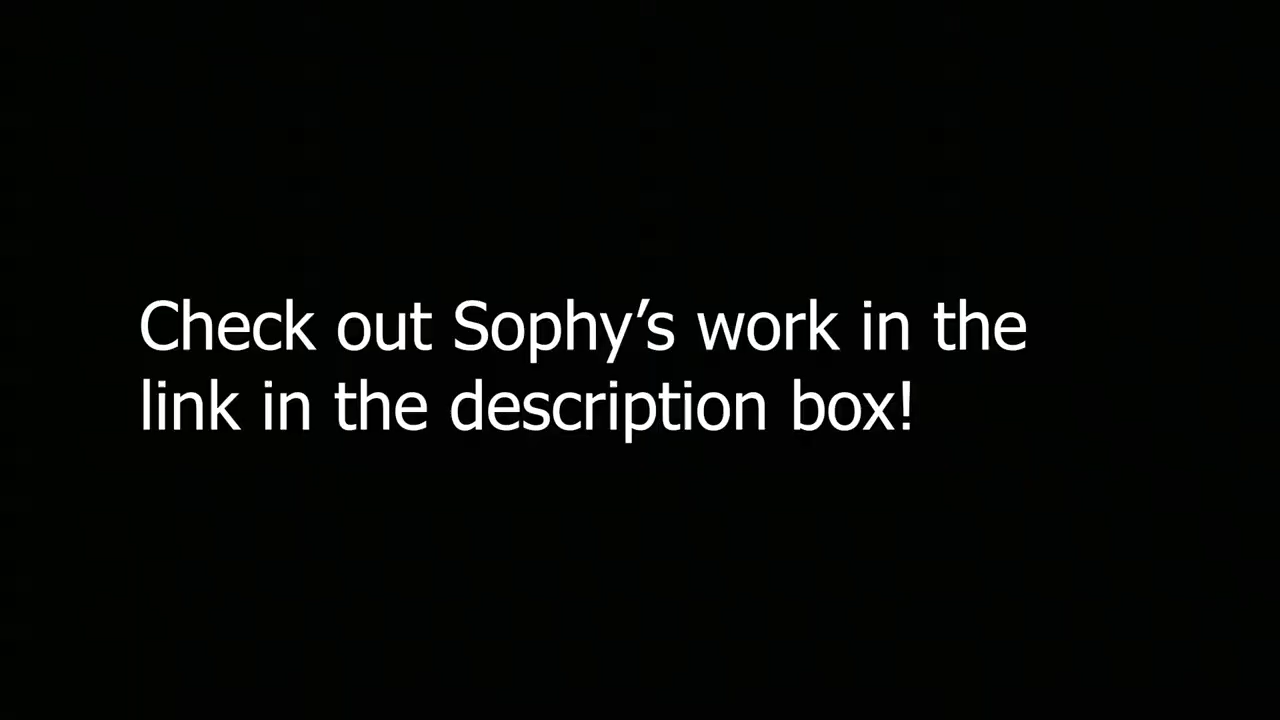 Check out Sophy’s work in the
link in the description box!